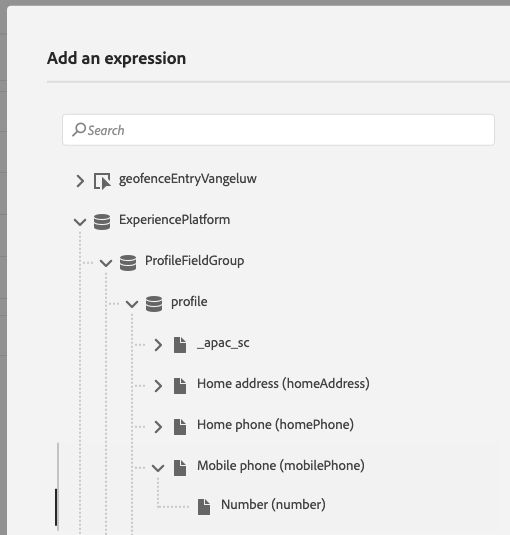 Add an expression
Search
geofenceEntryVangeluw
ExperiencePlatform
ProfileFieldGroup
profile
_apac_sc
Home address (homeAddress)
Home phone (homePhone)
Mobile phone (mobilePhone)
Number (number)